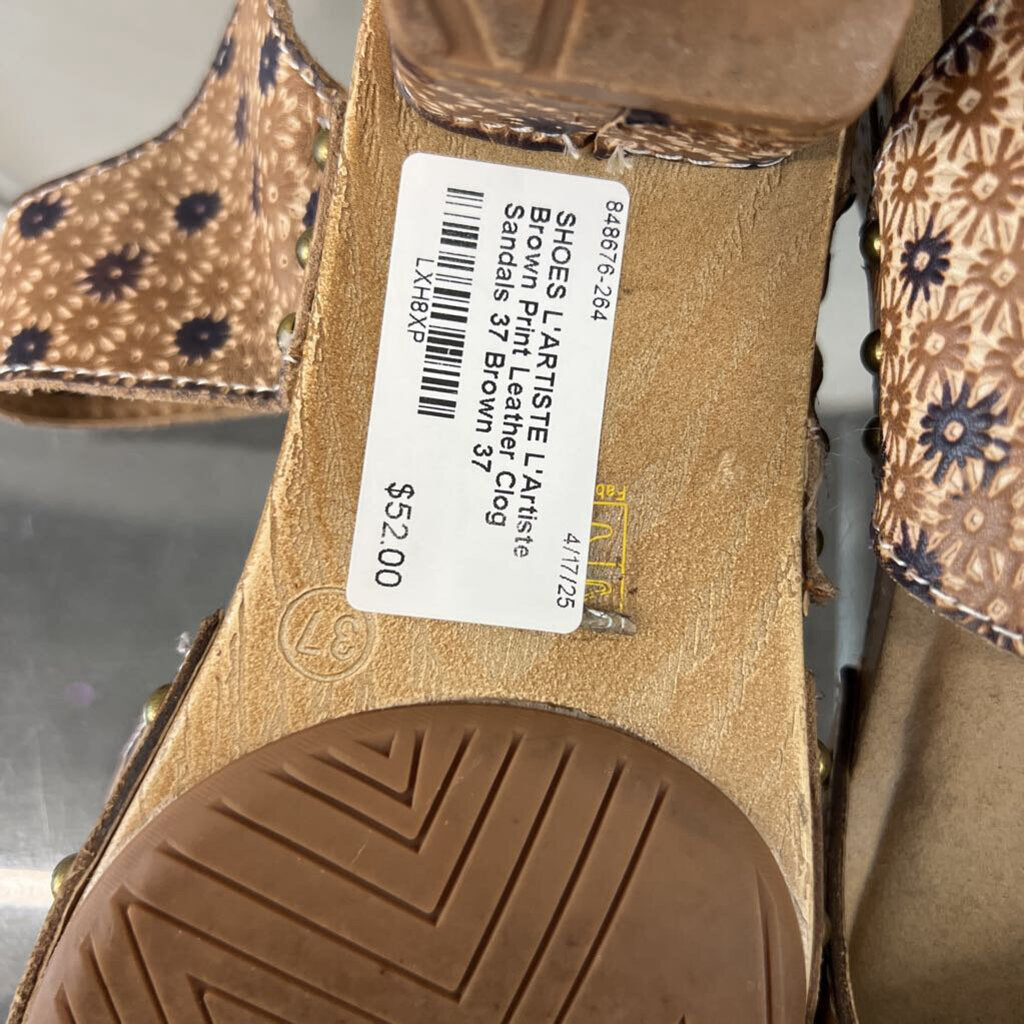 848676-264
4/17/25
SHOES L'ARTISTE L'Artiste
Brown Print Leather Clog
Sandals 37 Brown 37
LXH8XP
$52.00
Fab
37